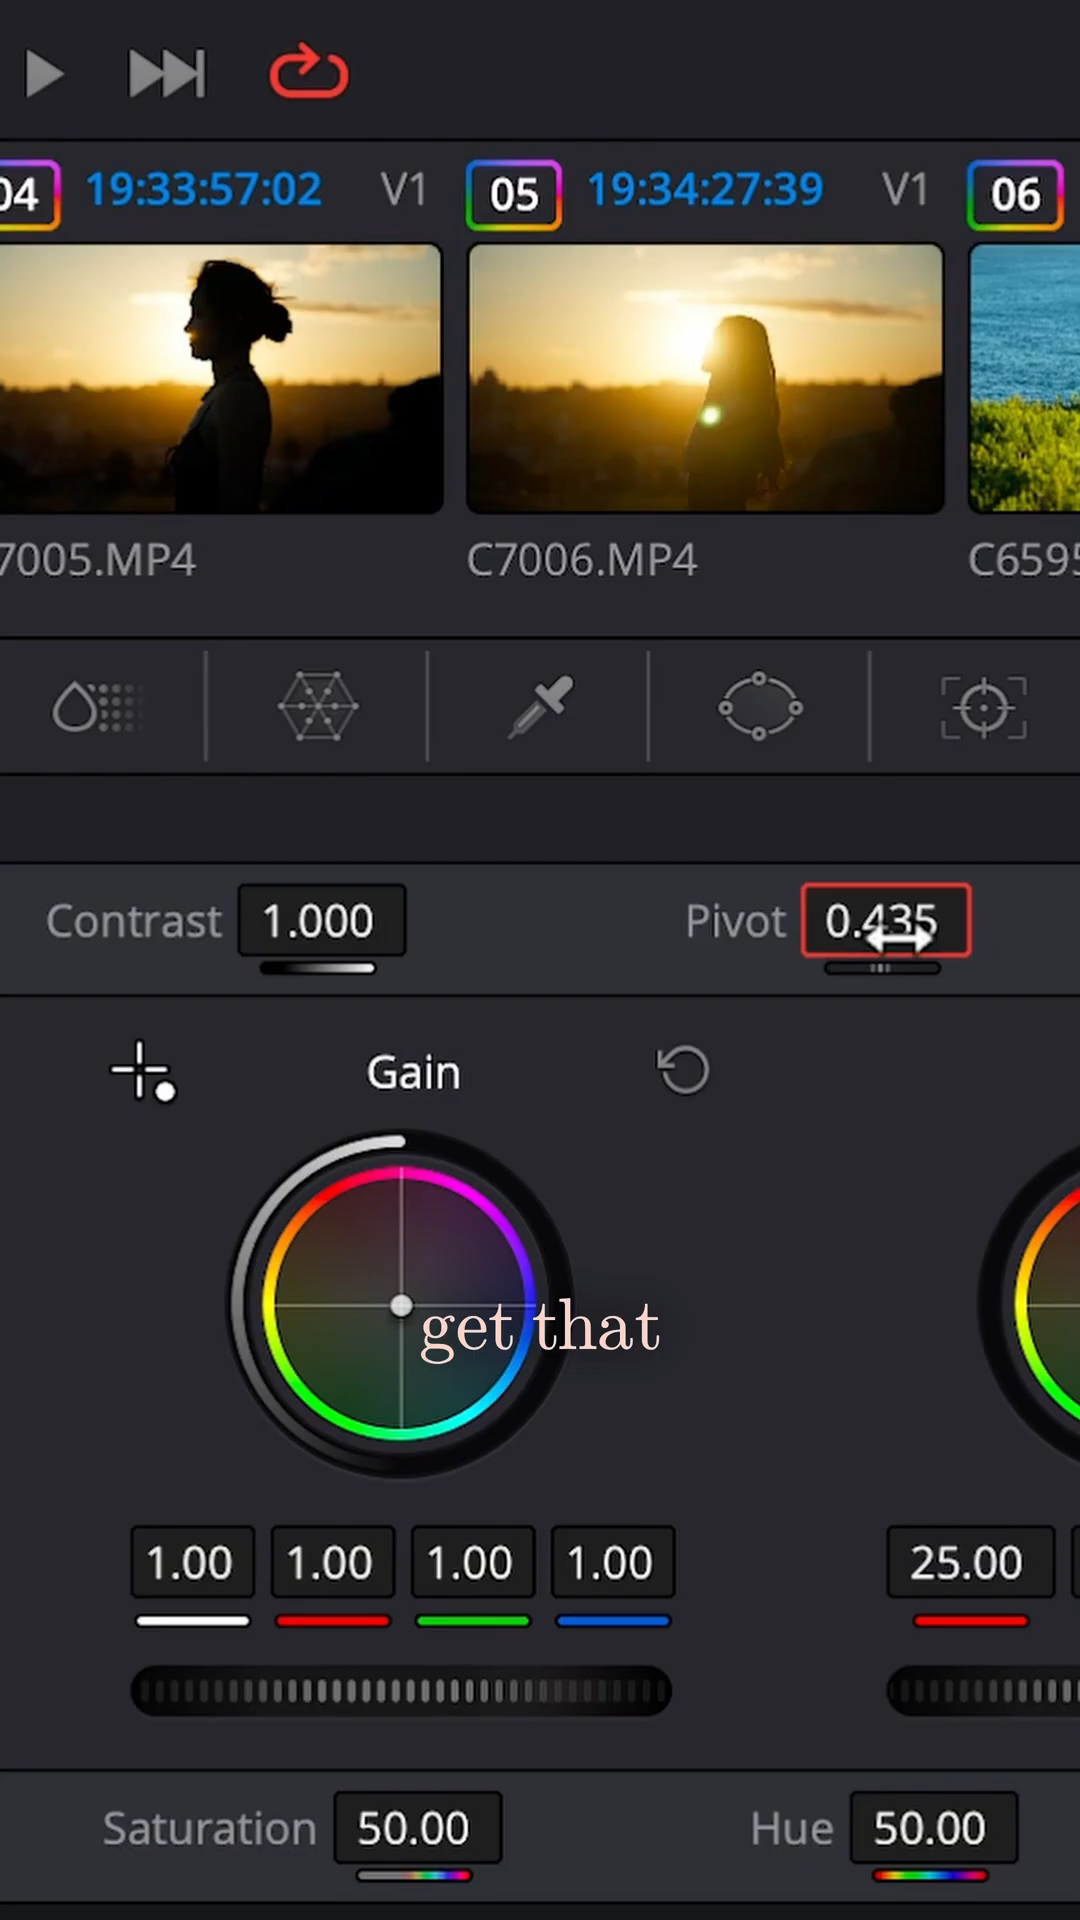 04 19:33:57:02 V1 05 19:34:27:39 V1 06
7005.MP4 C7006.MP4 C6595
Contrast 1.000 Pivot 0.435
Gain
get that
1.00 1.00 1.00 1.00 25.00
Saturation 50.00 Hue 50.00